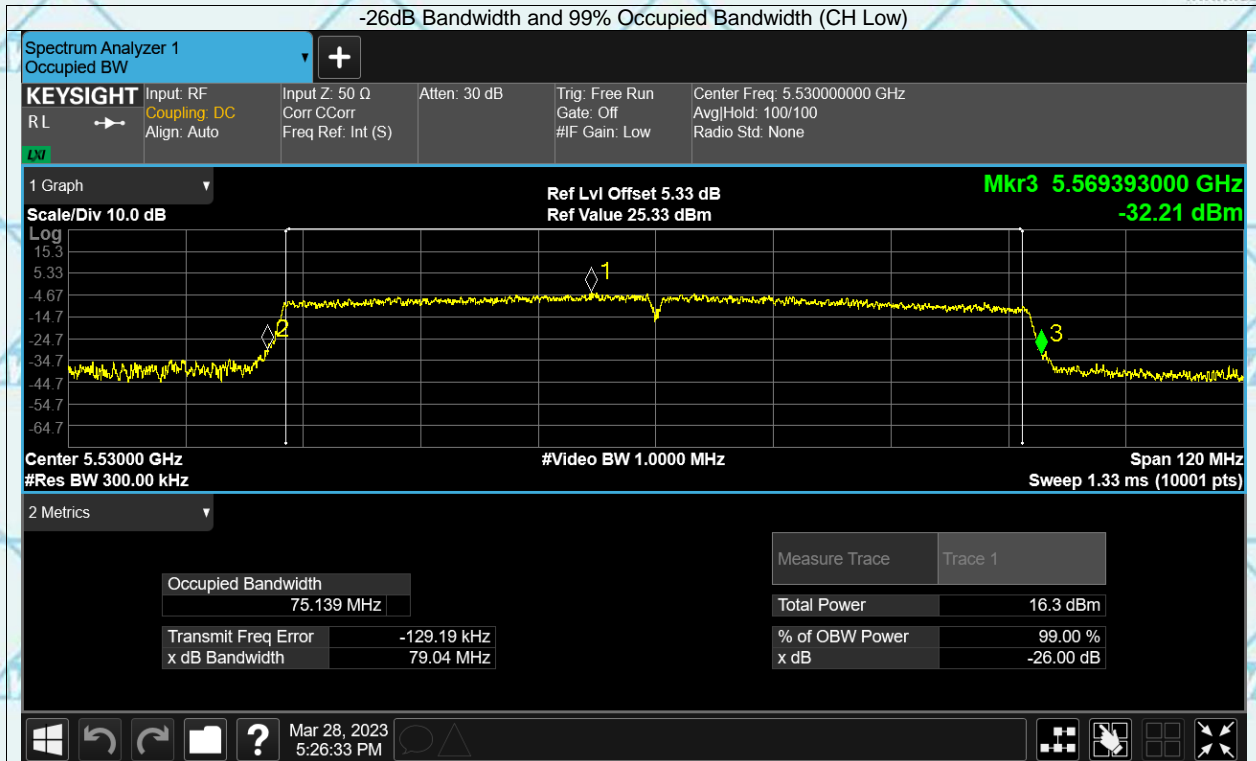 -26dB Bandwidth and 99% Occupied Bandwidth (CH Low)
Spectrum Analyzer 1
Occupied BW
KEYSIGHT Input: RF Input Z: 50 Ω Atten: 30 dB Trig: Free Run Center Freq: 5.530000000 GHz
RL Coupling: DC Corr CCorr Gate: Off Avg|Hold: 100/100
Align: Auto Freq Ref: Int (S) #IF Gain: Low Radio Std: None
LXI
1 Graph Ref Lvl Offset 5.33 dB Mkr3 5.569393000 GHz
Scale/Div 10.0 dB Ref Value 25.33 dBm -32.21 dBm
Log
15.3
5.33
-4.67
-14.7
-24.7
-34.7
-44.7
-54.7
-64.7
1
2
3
Center 5.53000 GHz #Video BW 1.0000 MHz Span 120 MHz
#Res BW 300.00 kHz Sweep 1.33 ms (10001 pts)
2 Metrics
Measure Trace Trace 1
Occupied Bandwidth
75.139 MHz Total Power 16.3 dBm
Transmit Freq Error -129.19 kHz % of OBW Power 99.00 %
x dB Bandwidth 79.04 MHz x dB -26.00 dB
? Mar 28, 2023
5:26:33 PM